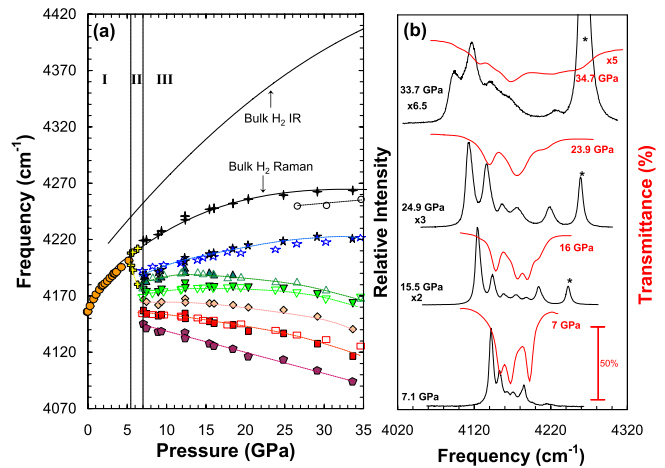 (a)
4420
4370
4320
4270
4220
4170
4120
4070
Frequency (cm⁻¹)
I II III
Bulk H₂ IR
Bulk H₂ Raman
0 5 10 15 20 25 30 35
Pressure (GPa)
(b)
*
x5
34.7 GPa
33.7 GPa
x6.5
23.9 GPa
*
24.9 GPa
x3
16 GPa
*
15.5 GPa
x2
7 GPa
50%
7.1 GPa
Relative Intensity
Transmittance (%)
4020 4120 4220 4320
Frequency (cm⁻¹)